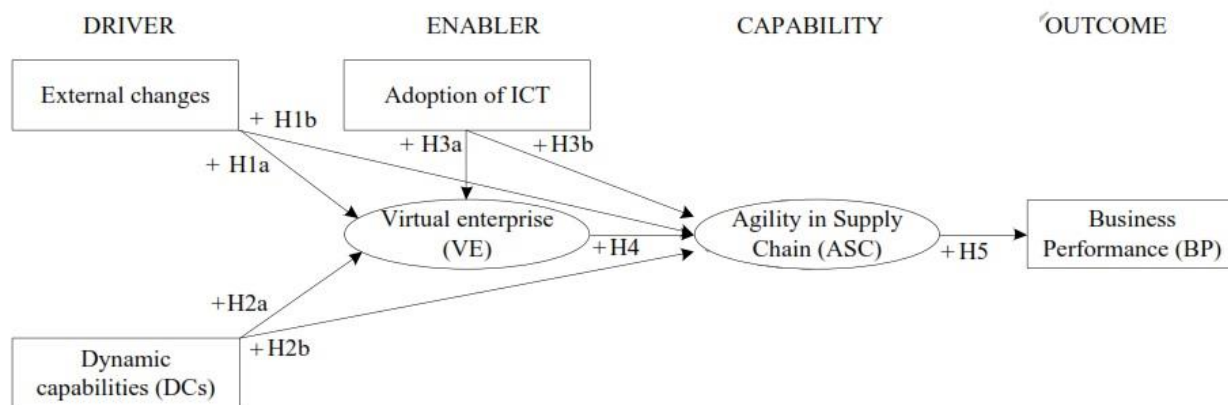 DRIVER
ENABLER
CAPABILITY
OUTCOME
External changes
Adoption of ICT
+ H1b
+ H3a
+ H3b
+ H1a
Virtual enterprise
(VE)
Agility in Supply
Chain (ASC)
Business
Performance (BP)
+H4
+H5
+H2a
+H2b
Dynamic
capabilities (DCs)